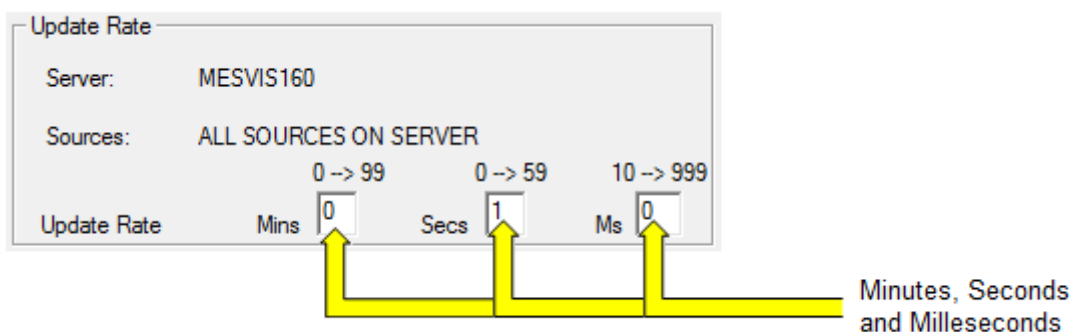 Update Rate
Server: MESVIS160
Sources: ALL SOURCES ON SERVER
0 --> 99 0 --> 59 10 --> 999
Update Rate Mins 0 Secs 1 Ms 0
Minutes, Seconds
and Milleseconds